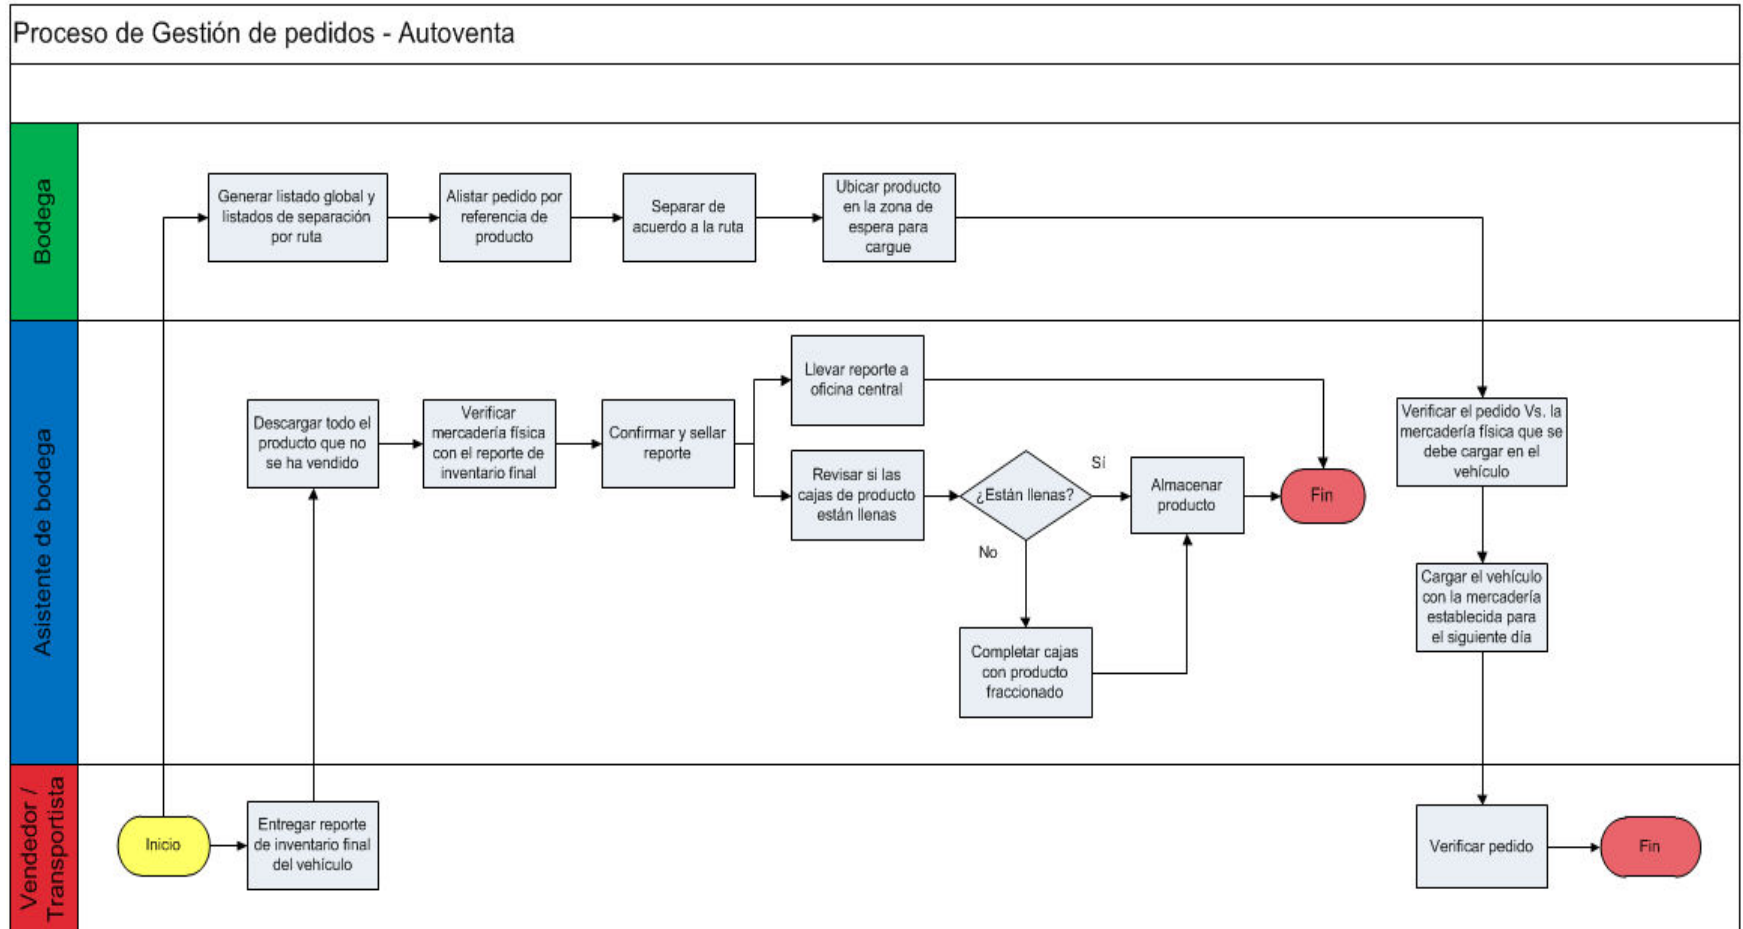 Proceso de Gestión de pedidos - Autoventa
Bodega
Generar listado global y
listados de separación
por ruta
Alistar pedido por
referencia de
producto
Separar de
acuerdo a la ruta
Ubicar producto
en la zona de
espera para
cargue
Asistente de bodega
Descargar todo el
producto que no
se ha vendido
Verificar
mercadería física
con el reporte de
inventario final
Confirmar y sellar
reporte
Llevar reporte a
oficina central
Revisar si las
cajas de producto
están llenas
¿Están llenas?
Sí
No
Almacenar
producto
Fin
Completar cajas
con producto
fraccionado
Verificar el pedido Vs. la
mercadería física que se
debe cargar en el
vehículo
Cargar el vehículo
con la mercadería
establecida para
el siguiente día
Vendedor /
Transportista
Inicio
Entregar reporte
de inventario final
del vehículo
Verificar pedido
Fin